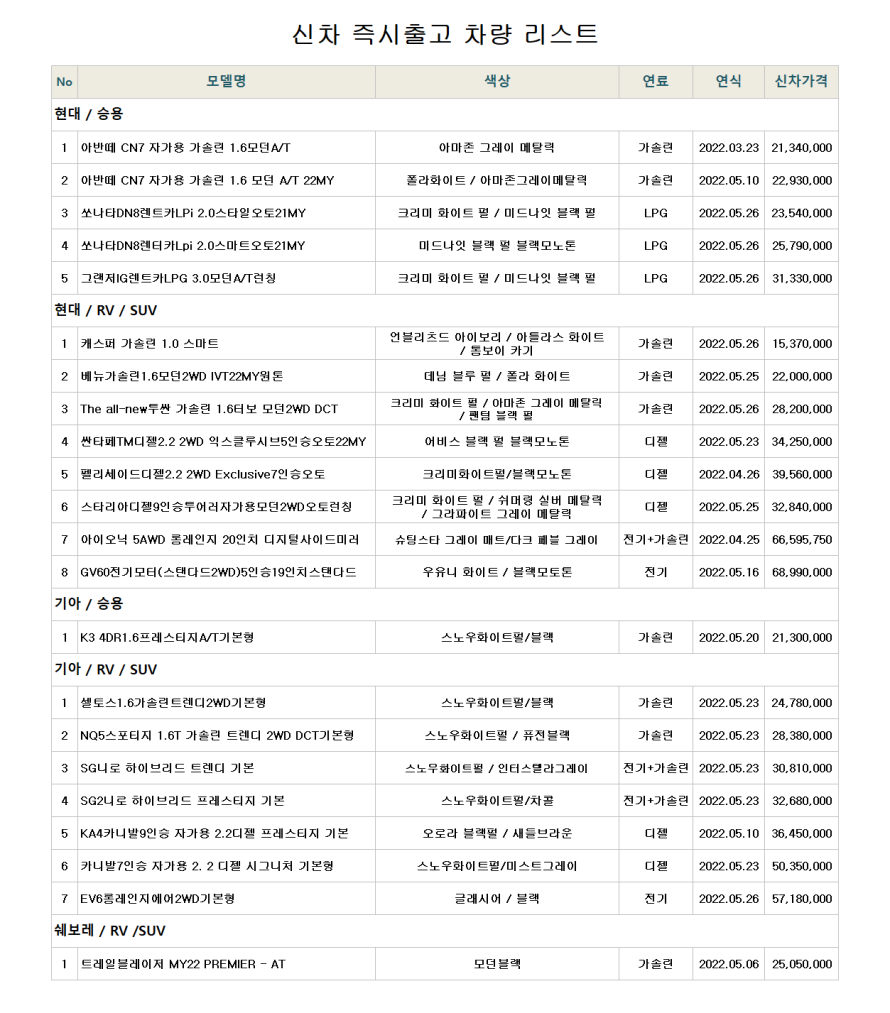 신차 즉시출고 차량 리스트
No 모델명 색상 연료 연식 신차가격
현대 / 승용
1 아반떼 CN7 자가용 가솔린 1.6모던A/T 아마존 그레이 메탈릭 가솔린 2022.03.23 21,340,000
2 아반떼 CN7 자가용 가솔린 1.6 모던 A/T 22MY 폴라화이트 / 아마존그레이메탈릭 가솔린 2022.05.10 22,930,000
3 쏘나타DN8렌트카LPi 2.0스타일오토21MY 크리미 화이트 펄 / 미드나잇 블랙 펄 LPG 2022.05.26 23,540,000
4 쏘나타DN8렌터카Lpi 2.0스마트오토21MY 미드나잇 블랙 펄 블랙모노톤 LPG 2022.05.26 25,790,000
5 그랜저IG렌트카LPG 3.0모던A/T런칭 크리미 화이트 펄 / 미드나잇 블랙 펄 LPG 2022.05.26 31,330,000
현대 / RV / SUV
1 캐스퍼 가솔린 1.0 스마트 언블리츠드 아이보리 / 아틀라스 화이트
/ 톰보이 카키 가솔린 2022.05.26 15,370,000
2 베뉴가솔린1.6모던2WD IVT22MY원톤 데님 블루 펄 / 폴라 화이트 가솔린 2022.05.25 22,000,000
3 The all-new투싼 가솔린 1.6터보 모던2WD DCT 크리미 화이트 펄 / 아마존 그레이 메탈릭
/ 팬텀 블랙 펄 가솔린 2022.05.26 28,200,000
4 싼타페TM디젤2.2 2WD 익스클루시브5인승오토22MY 어비스 블랙 펄 블랙모노톤 디젤 2022.05.23 34,250,000
5 펠리세이드디젤2.2 2WD Exclusive7인승오토 크리미화이트펄/블랙모노톤 디젤 2022.04.26 39,560,000
6 스타리아디젤9인승투어러자가용모던2WD오토런칭 크리미 화이트 펄 / 쉬머링 실버 메탈릭
/ 그라파이트 그레이 메탈릭 디젤 2022.05.25 32,840,000
7 아이오닉 5AWD 롱레인지 20인치 디지털사이드미러 슈팅스타 그레이 매트/다크 페블 그레이 전기+가솔린 2022.04.25 66,595,750
8 GV60전기모터(스탠다드2WD)5인승19인치스탠다드 우유니 화이트 / 블랙모토톤 전기 2022.05.16 68,990,000
기아 / 승용
1 K3 4DR1.6프레스티지A/T기본형 스노우화이트펄/블랙 가솔린 2022.05.20 21,300,000
기아 / RV / SUV
1 셀토스1.6가솔린트렌디2WD기본형 스노우화이트펄/블랙 가솔린 2022.05.23 24,780,000
2 NQ5스포티지 1.6T 가솔린 트렌디 2WD DCT기본형 스노우화이트펄 / 퓨전블랙 가솔린 2022.05.23 28,380,000
3 SG니로 하이브리드 트렌디 기본 스노우화이트펄 / 인터스텔라그레이 전기+가솔린 2022.05.23 30,810,000
4 SG2니로 하이브리드 프레스티지 기본 스노우화이트펄/차콜 전기+가솔린 2022.05.23 32,680,000
5 KA4카니발9인승 자가용 2.2디젤 프레스티지 기본 오로라 블랙펄 / 새들브라운 디젤 2022.05.10 36,450,000
6 카니발7인승 자가용 2. 2 디젤 시그니처 기본형 스노우화이트펄/미스트그레이 디젤 2022.05.23 50,350,000
7 EV6롱레인지에어2WD기본형 글래시어 / 블랙 전기 2022.05.26 57,180,000
쉐보레 / RV /SUV
1 트레일블레이저 MY22 PREMIER - AT 모던블랙 가솔린 2022.05.06 25,050,000